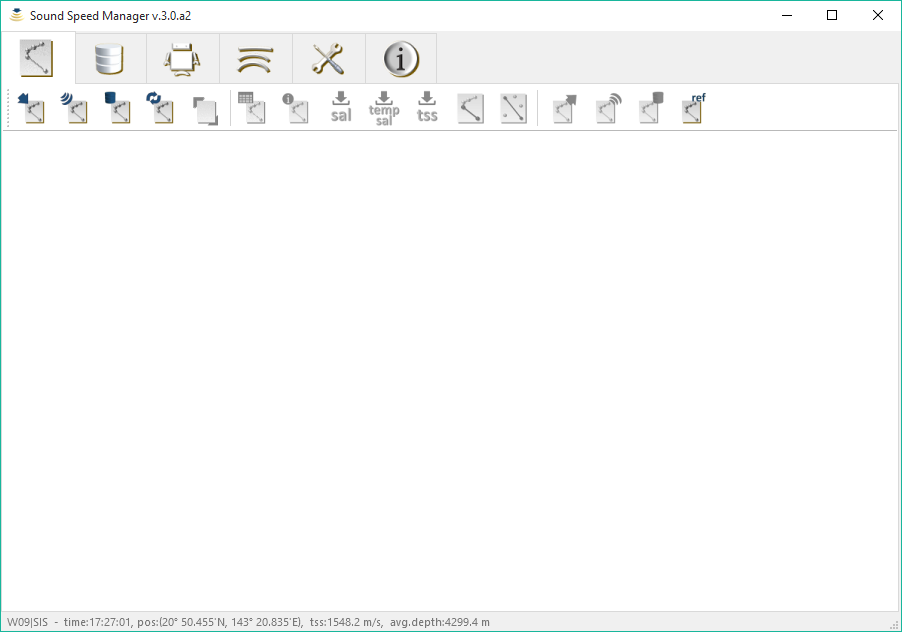 Sound Speed Manager v.3.0.a2
i
i
sal
temp
sal
tss
ref
W09|SIS - time:17:27:01, pos:(20° 50.455'N, 143° 20.835'E), tss:1548.2 m/s, avg.depth:4299.4 m